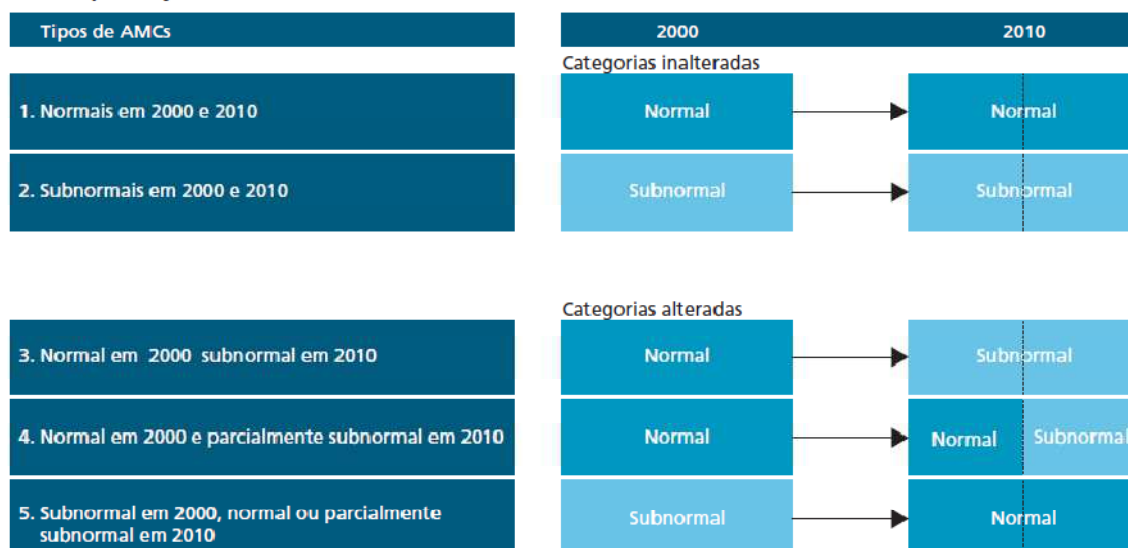 Tipos de AMCs 2000 2010
Categorias inalteradas
1. Normais em 2000 e 2010 Normal Normal
2. Subnormais em 2000 e 2010 Subnormal Subnormal
Categorias alteradas
3. Normal em 2000 subnormal em 2010 Normal Subnormal
4. Normal em 2000 e parcialmente subnormal em 2010 Normal Normal Subnormal
5. Subnormal em 2000, normal ou parcialmente
subnormal em 2010 Subnormal Normal